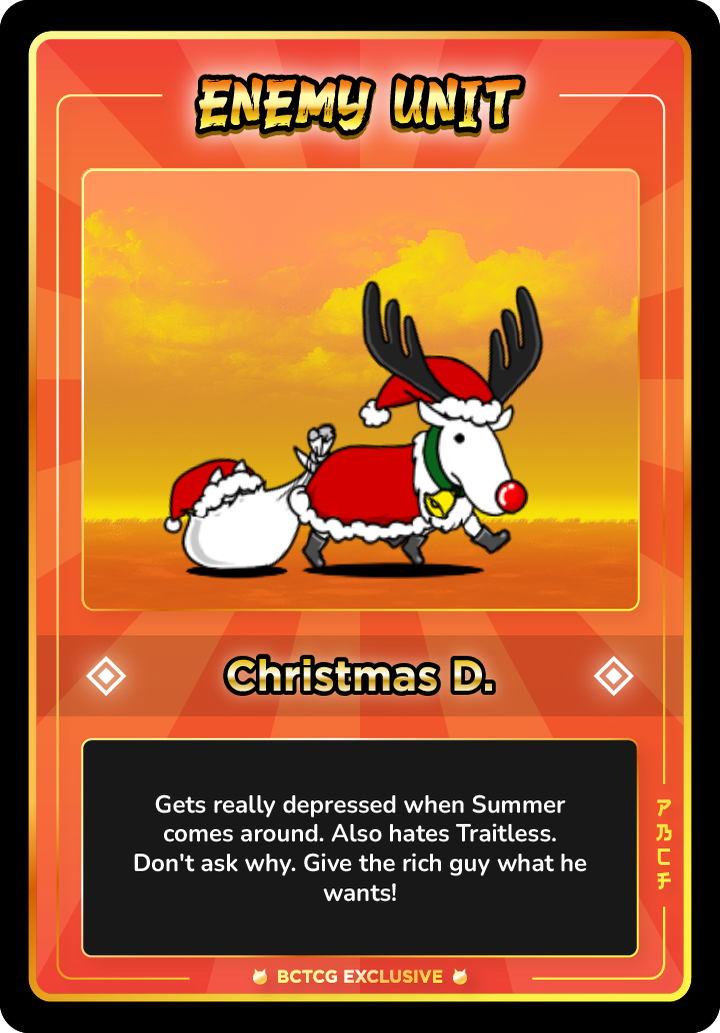 ENEMY UNIT
Christmas D.
Gets really depressed when Summer
comes around. Also hates Traitless.
Don't ask why. Give the rich guy what he
wants!
BCTCG EXCLUSIVE